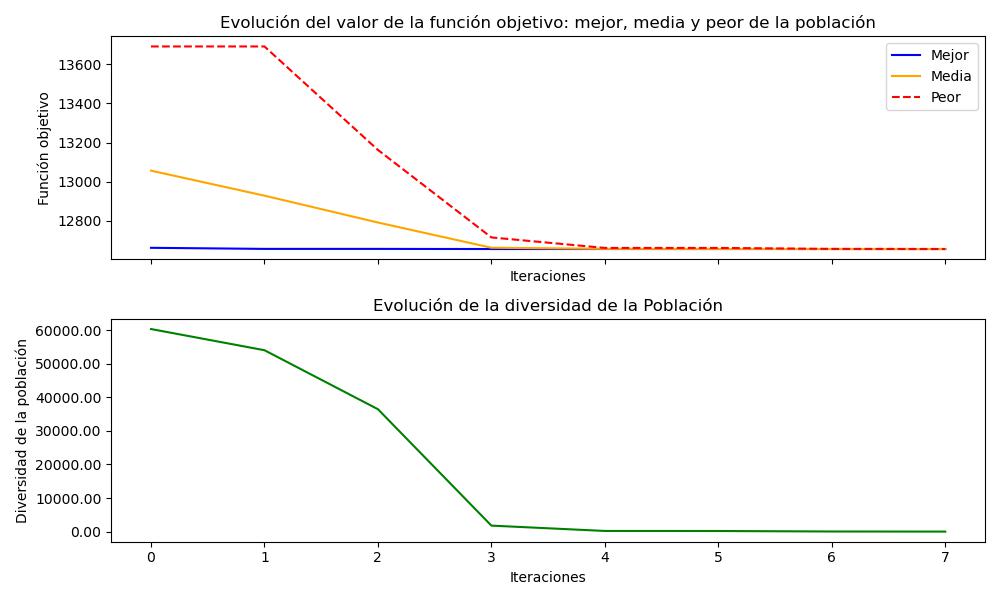 Evolución del valor de la función objetivo: mejor, media y peor de la población
Función objetivo
13600
13400
13200
13000
12800
Mejor
Media
Peor
Iteraciones
Evolución de la diversidad de la Población
Diversidad de la población
60000.00
50000.00
40000.00
30000.00
20000.00
10000.00
0.00
0 1 2 3 4 5 6 7
Iteraciones